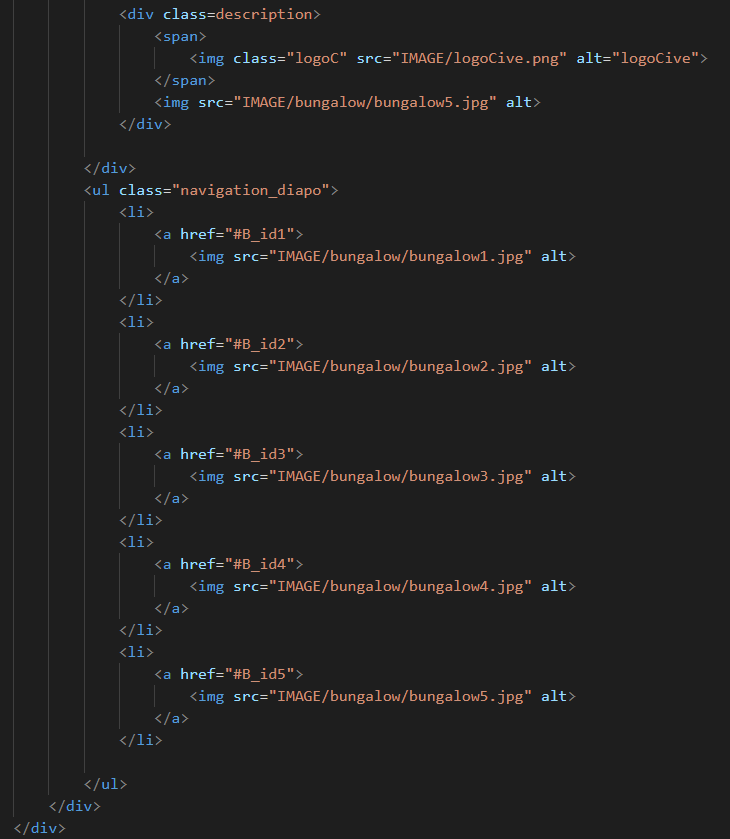 <div class=description>
<span>
<img class="logoC" src="IMAGE/logoCive.png" alt="logoCive">
</span>
<img src="IMAGE/bungalow/bungalow5.jpg" alt>
</div>
</div>
<ul class="navigation_diapo">
<li>
<a href="#B_id1">
<img src="IMAGE/bungalow/bungalow1.jpg" alt>
</a>
</li>
<li>
<a href="#B_id2">
<img src="IMAGE/bungalow/bungalow2.jpg" alt>
</a>
</li>
<li>
<a href="#B_id3">
<img src="IMAGE/bungalow/bungalow3.jpg" alt>
</a>
</li>
<li>
<a href="#B_id4">
<img src="IMAGE/bungalow/bungalow4.jpg" alt>
</a>
</li>
<li>
<a href="#B_id5">
<img src="IMAGE/bungalow/bungalow5.jpg" alt>
</a>
</li>
</ul>
</div>
</div>